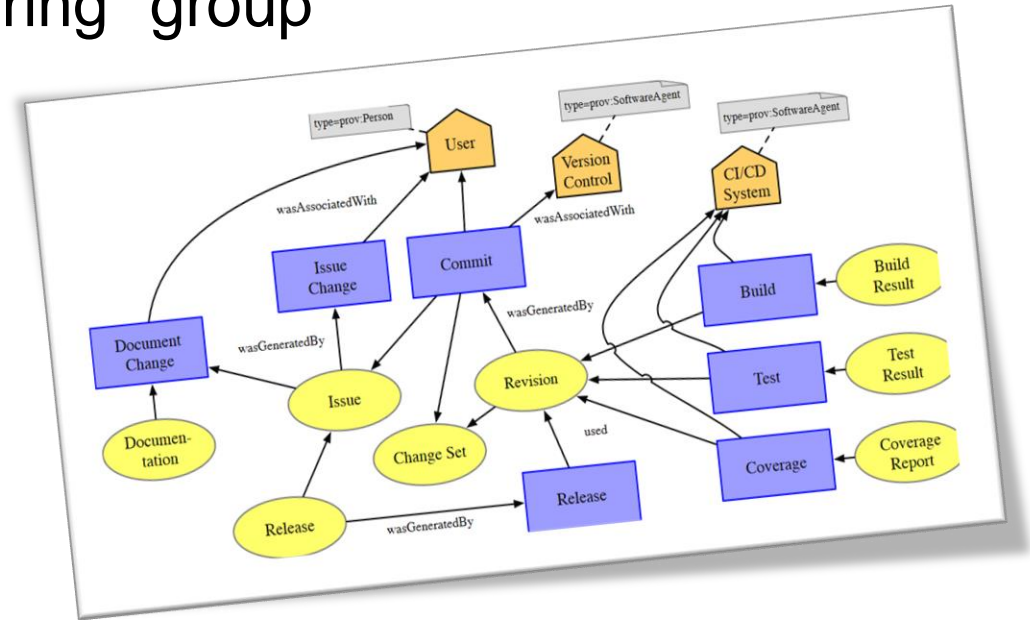 ring group
type=prov:Person
type=prov:SoftwareAgent
type=prov:SoftwareAgent
User
Version
Control
CI/CD
System
wasAssociatedWith
wasAssociatedWith
Issue
Change
Commit
Build
Build
Result
wasGeneratedBy
wasGeneratedBy
Document
Change
Issue
Revision
Test
Test
Result
Documen-
tation
Change Set
used
Coverage
Coverage
Report
Release
wasGeneratedBy
Release